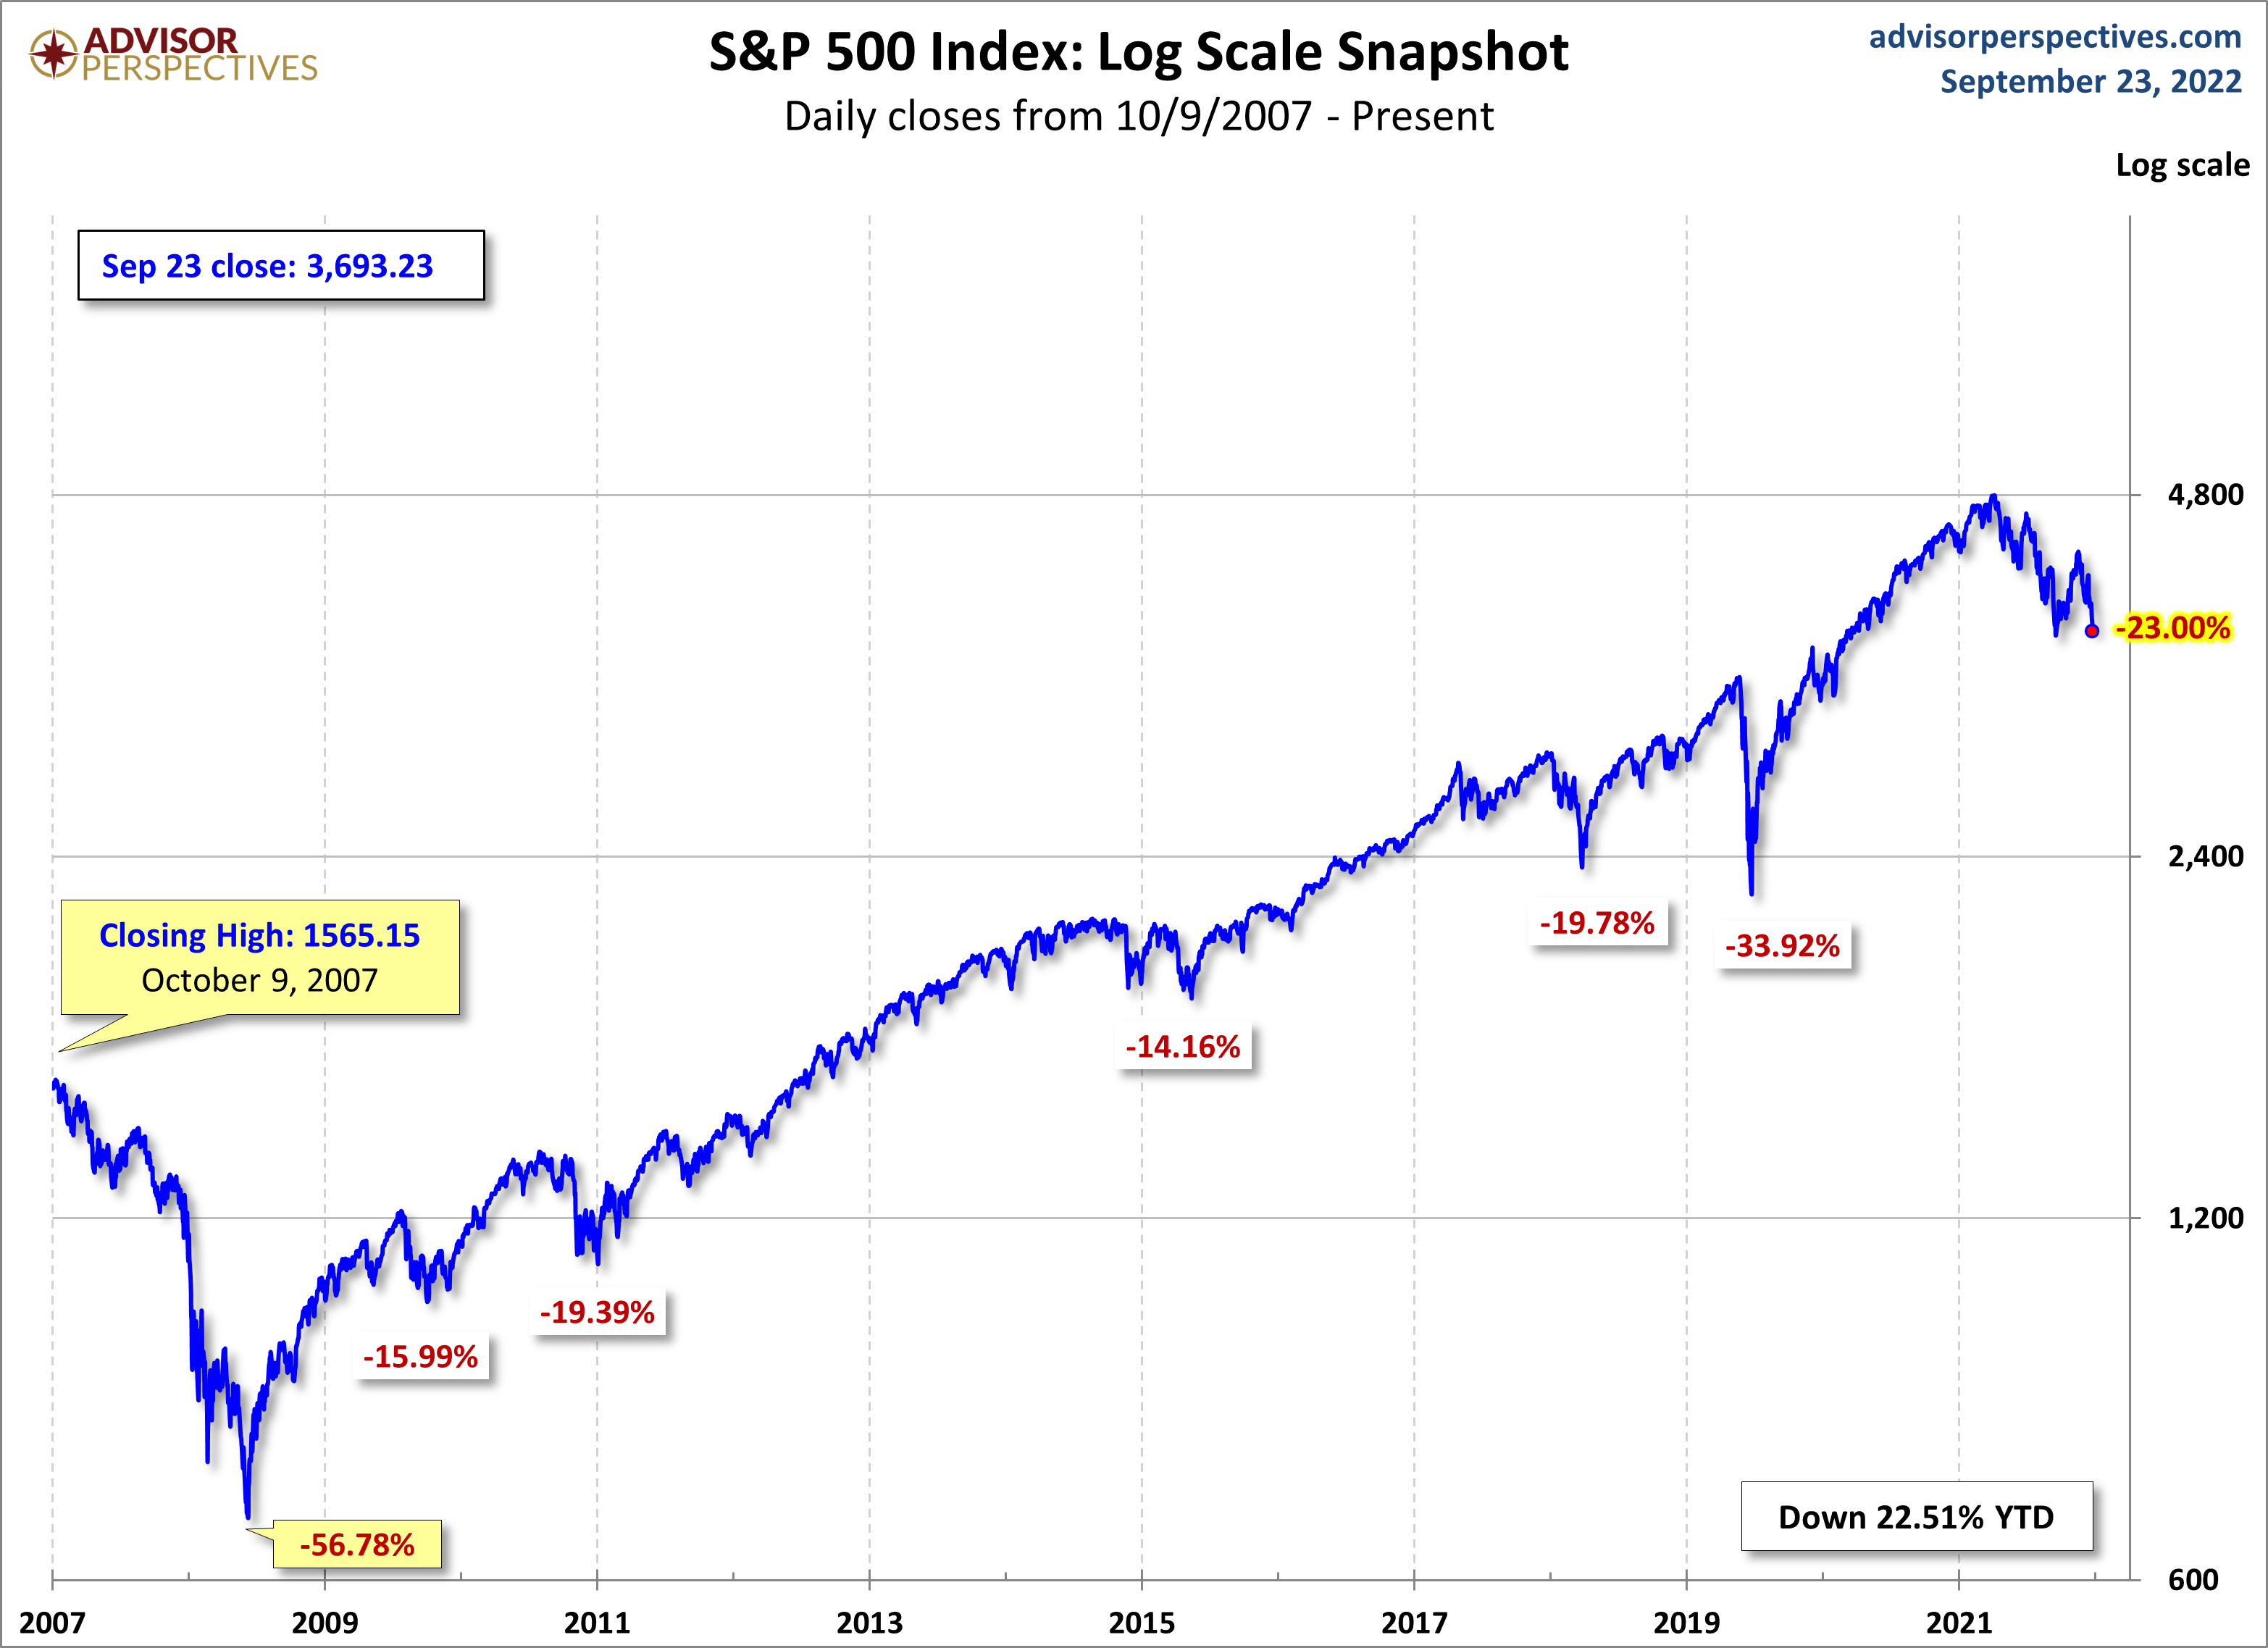 ADVISOR
PERSPECTIVES
S&P 500 Index: Log Scale Snapshot
Daily closes from 10/9/2007 - Present
advisorperspectives.com
September 23, 2022
Log scale
Sep 23 close: 3,693.23
4,800
-23.00%
2,400
Closing High: 1565.15
October 9, 2007
-19.78%
-33.92%
-14.16%
1,200
-19.39%
-15.99%
Down 22.51% YTD
-56.78%
600
2007 2009 2011 2013 2015 2017 2019 2021